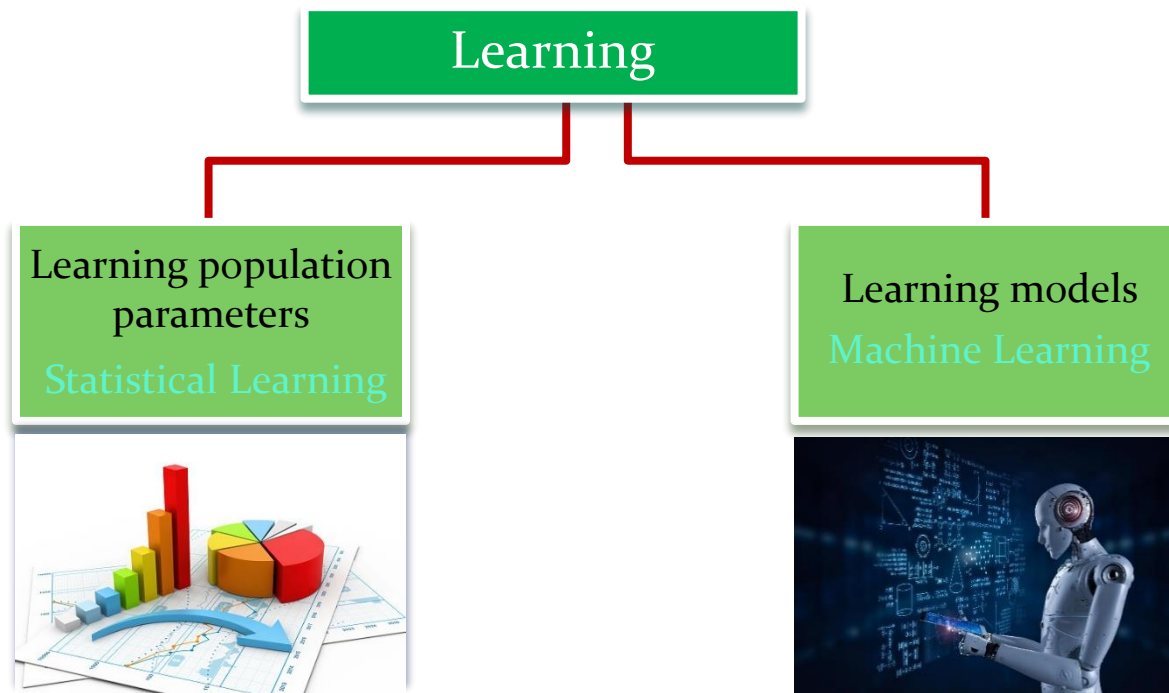 Learning
Learning population
parameters
Statistical Learning
Learning models
Machine Learning